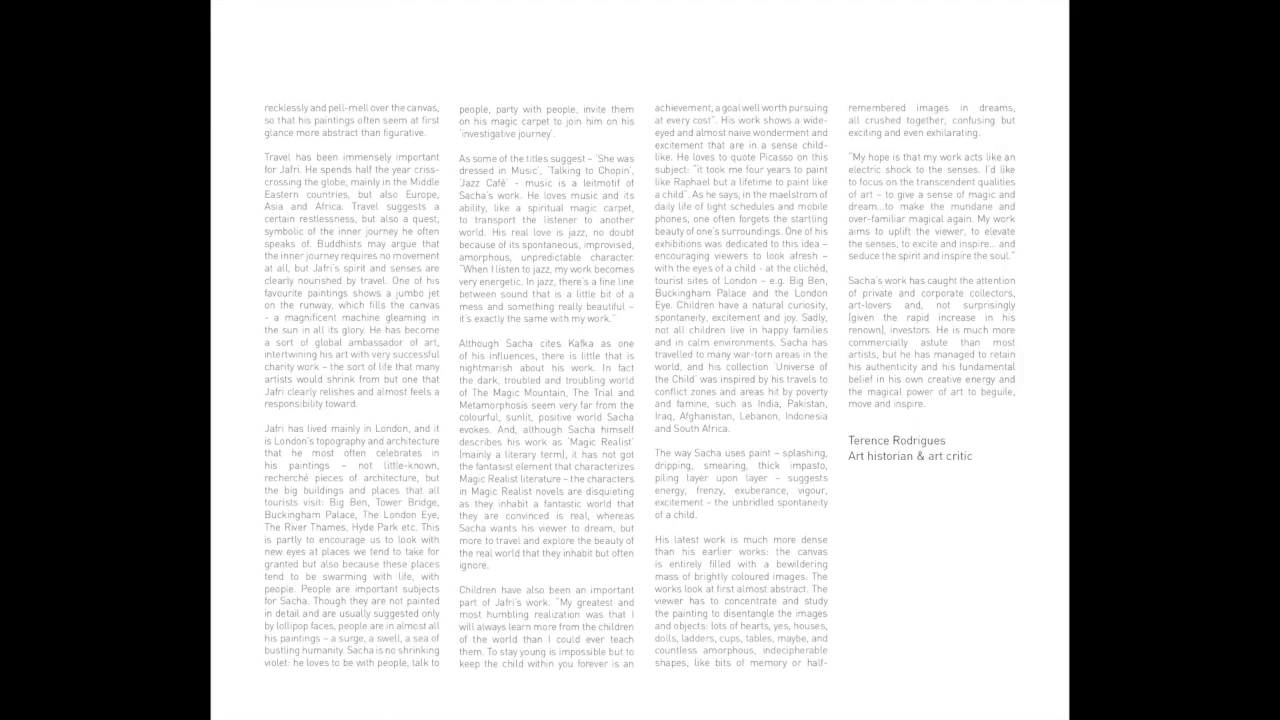 recklessly and pell-mell over the canvas,
so that his paintings often seem at first
glance more abstract than figurative.
Travel has been immensely important
for Jafri. He spends half the year criss-
crossing the globe, mainly in the Middle
Eastern countries, but also Europe,
Asia and Africa. Travel suggests a
certain restlessness, but also a quest,
symbolic of the inner journey he often
speaks of. Buddhists may argue that
the inner journey requires no movement
at all, but Jafri's spirit and senses are
clearly nourished by travel. One of his
favourite paintings shows a jumbo jet
on the runway, which fills the canvas
- a magnificent machine gleaming in
the sun in all its glory. He has become
a sort of global ambassador of art,
intertwining his art with very successful
charity work – the sort of life that many
artists would shrink from but one that
Jafri clearly relishes and almost feels a
responsibility toward.
Jafri has lived mainly in London, and it
is London's topography and architecture
that he most often celebrates in
his paintings – not little-known,
recherché pieces of architecture, but
the big buildings and places that all
tourists visit: Big Ben, Tower Bridge,
Buckingham Palace, The London Eye,
The River Thames, Hyde Park etc. This
is partly to encourage us to look with
new eyes at places we tend to take for
granted but also because these places
tend to be swarming with life, with
people. People are important subjects
for Sacha. Though they are not painted
in detail and are usually suggested only
by lollipop faces, people are in almost all
his paintings – a surge, a swell, a sea of
bustling humanity. Sacha is no shrinking
violet: he loves to be with people, talk to
people, party with people, invite them
on his magic carpet to join him on his
'investigative journey'.
As some of the titles suggest – 'She was
dressed in Music', 'Talking to Chopin',
'Jazz Café' - music is a leitmotif of
Sacha's work. He loves music and its
ability, like a spiritual magic carpet,
to transport the listener to another
world. His real love is jazz, no doubt
because of its spontaneous, improvised,
amorphous, unpredictable character.
"When I listen to jazz, my work becomes
very energetic. In jazz, there's a fine line
between sound that is a little bit of a
mess and something really beautiful –
it's exactly the same with my work."
Although Sacha cites Kafka as one
of his influences, there is little that is
nightmarish about his work. In fact
the dark, troubled and troubling world
of The Magic Mountain, The Trial and
Metamorphosis seem very far from the
colourful, sunlit, positive world Sacha
evokes. And, although Sacha himself
describes his work as 'Magic Realist'
(mainly a literary term), it has not got
the fantasist element that characterizes
Magic Realist literature – the characters
in Magic Realist novels are disquieting
as they inhabit a fantastic world that
they are convinced is real, whereas
Sacha wants his viewer to dream, but
more to travel and explore the beauty of
the real world that they inhabit but often
ignore.
Children have also been an important
part of Jafri's work. "My greatest and
most humbling realization was that I
will always learn more from the children
of the world than I could ever teach
them. To stay young is impossible but to
keep the child within you forever is an
achievement, a goal well worth pursuing
at every cost". His work shows a wide-
eyed and almost naive wonderment and
excitement that are in a sense child-
like. He loves to quote Picasso on this
subject: "it took me four years to paint
like Raphael but a lifetime to paint like
a child". As he says, in the maelstrom of
daily life of tight schedules and mobile
phones, one often forgets the startling
beauty of one's surroundings. One of his
exhibitions was dedicated to this idea –
encouraging viewers to look afresh –
with the eyes of a child - at the clichéd,
tourist sites of London – e.g. Big Ben,
Buckingham Palace and the London
Eye. Children have a natural curiosity,
spontaneity, excitement and joy. Sadly,
not all children live in happy families
and in calm environments. Sacha has
travelled to many war-torn areas in the
world, and his collection 'Universe of
the Child' was inspired by his travels to
conflict zones and areas hit by poverty
and famine, such as India, Pakistan,
Iraq, Afghanistan, Lebanon, Indonesia
and South Africa.
The way Sacha uses paint – splashing,
dripping, smearing, thick impasto,
piling layer upon layer – suggests
energy, frenzy, exuberance, vigour,
excitement – the unbridled spontaneity
of a child.
His latest work is much more dense
than his earlier works: the canvas
is entirely filled with a bewildering
mass of brightly coloured images. The
works look at first almost abstract. The
viewer has to concentrate and study
the painting to disentangle the images
and objects: lots of hearts, yes, houses,
dolls, ladders, cups, tables, maybe, and
countless amorphous, indecipherable
shapes, like bits of memory or half-
remembered images in dreams,
all crushed together, confusing but
exciting and even exhilarating.
"My hope is that my work acts like an
electric shock to the senses. I'd like
to focus on the transcendent qualities
of art – to give a sense of magic and
dream...to make the mundane and
over-familiar magical again. My work
aims to uplift the viewer, to elevate
the senses, to excite and inspire... and
seduce the spirit and inspire the soul."
Sacha's work has caught the attention
of private and corporate collectors,
art-lovers and, not surprisingly
(given the rapid increase in his
renown), investors. He is much more
commercially astute than most
artists, but he has managed to retain
his authenticity and his fundamental
belief in his own creative energy and
the magical power of art to beguile,
move and inspire.
Terence Rodrigues
Art historian & art critic